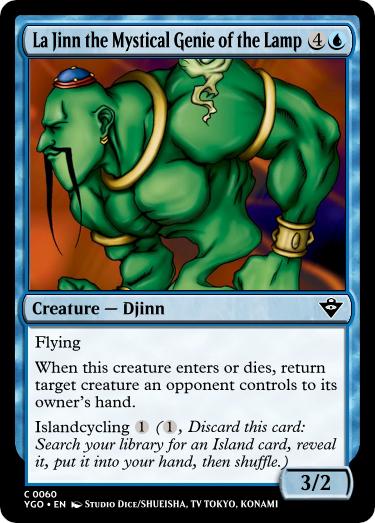 La Jinn the Mystical Genie of the Lamp 4
Creature — Djinn
Flying
When this creature enters or dies, return
target creature an opponent controls to its
owner's hand.
Islandcycling 1 (1, Discard this card:
Search your library for an Island card, reveal
it, put it into your hand, then shuffle.)
3/2
C 0060
YGO • EN Studio Dice/SHUEISHA, TV TOKYO, KONAMI